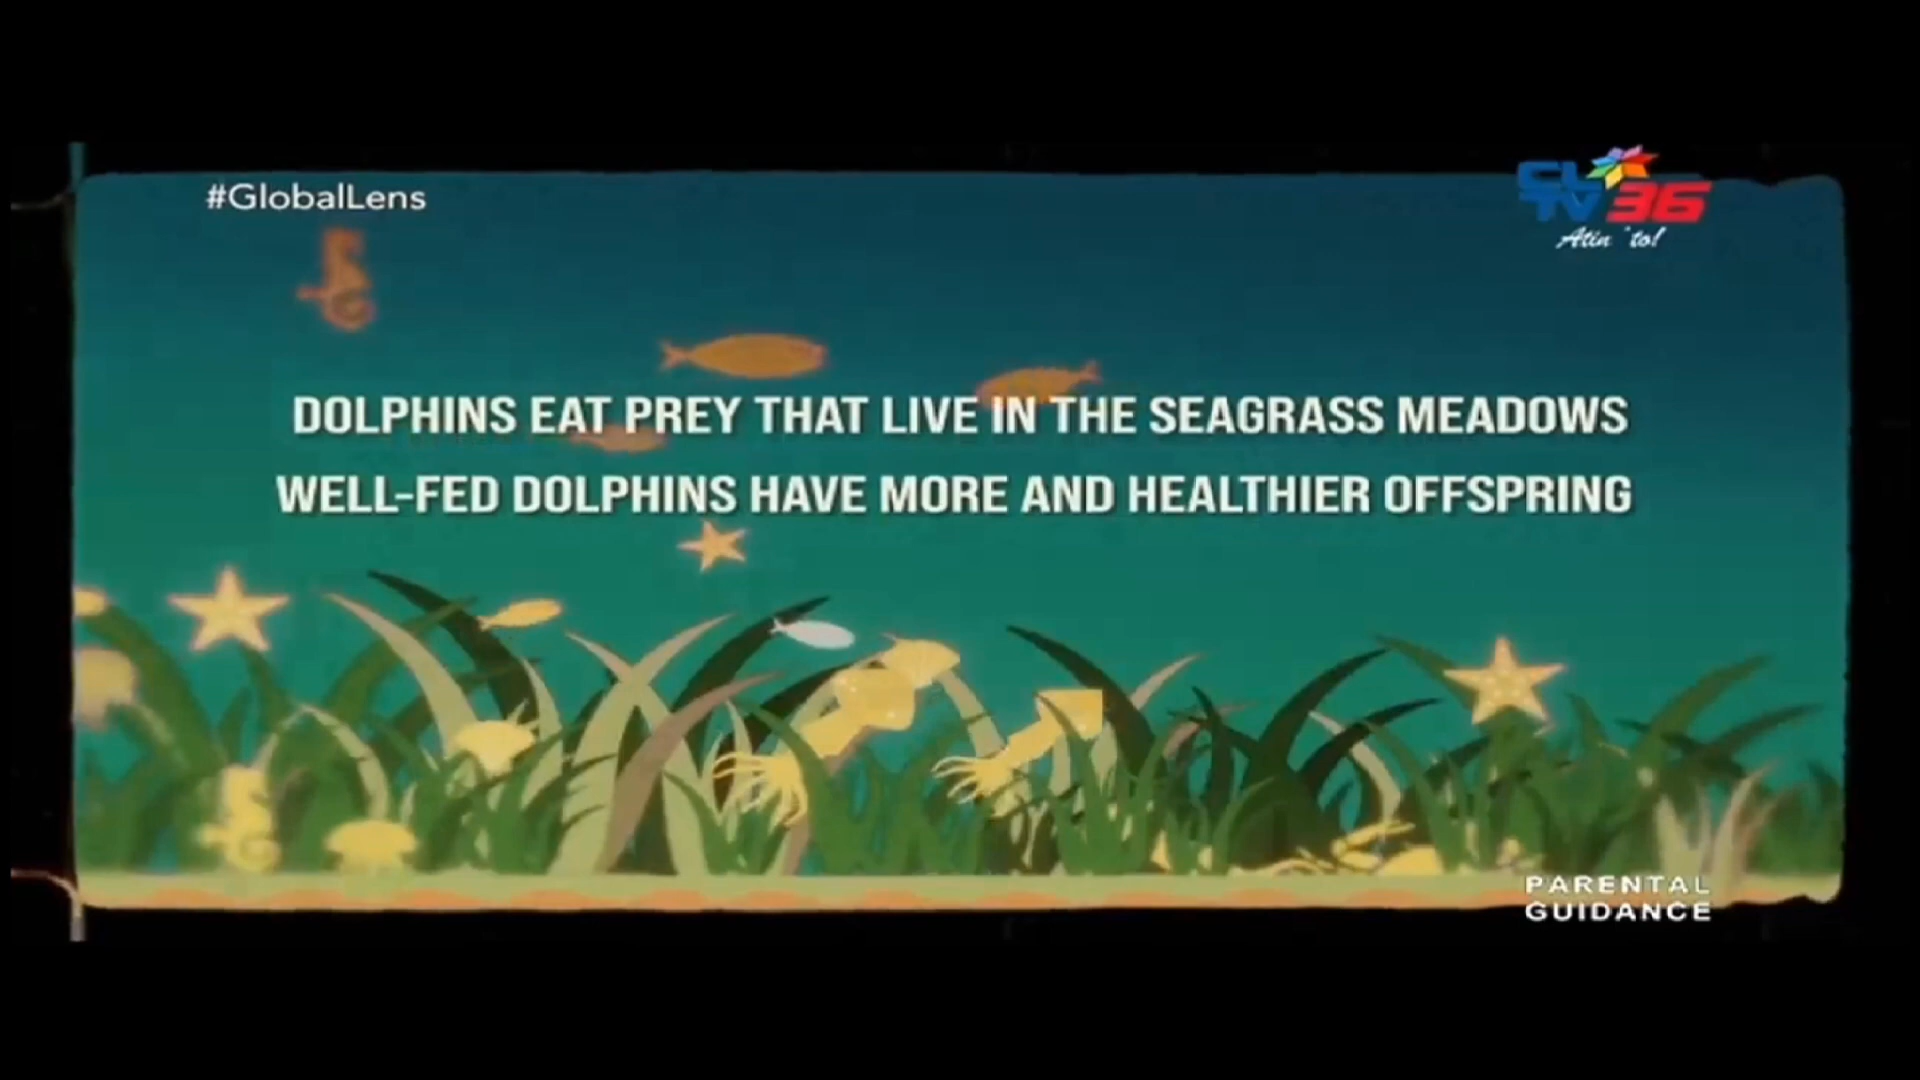 #GlobalLens
CLTV36
Atin 'to!
DOLPHINS EAT PREY THAT LIVE IN THE SEAGRASS MEADOWS
WELL-FED DOLPHINS HAVE MORE AND HEALTHIER OFFSPRING
PARENTAL
GUIDANCE